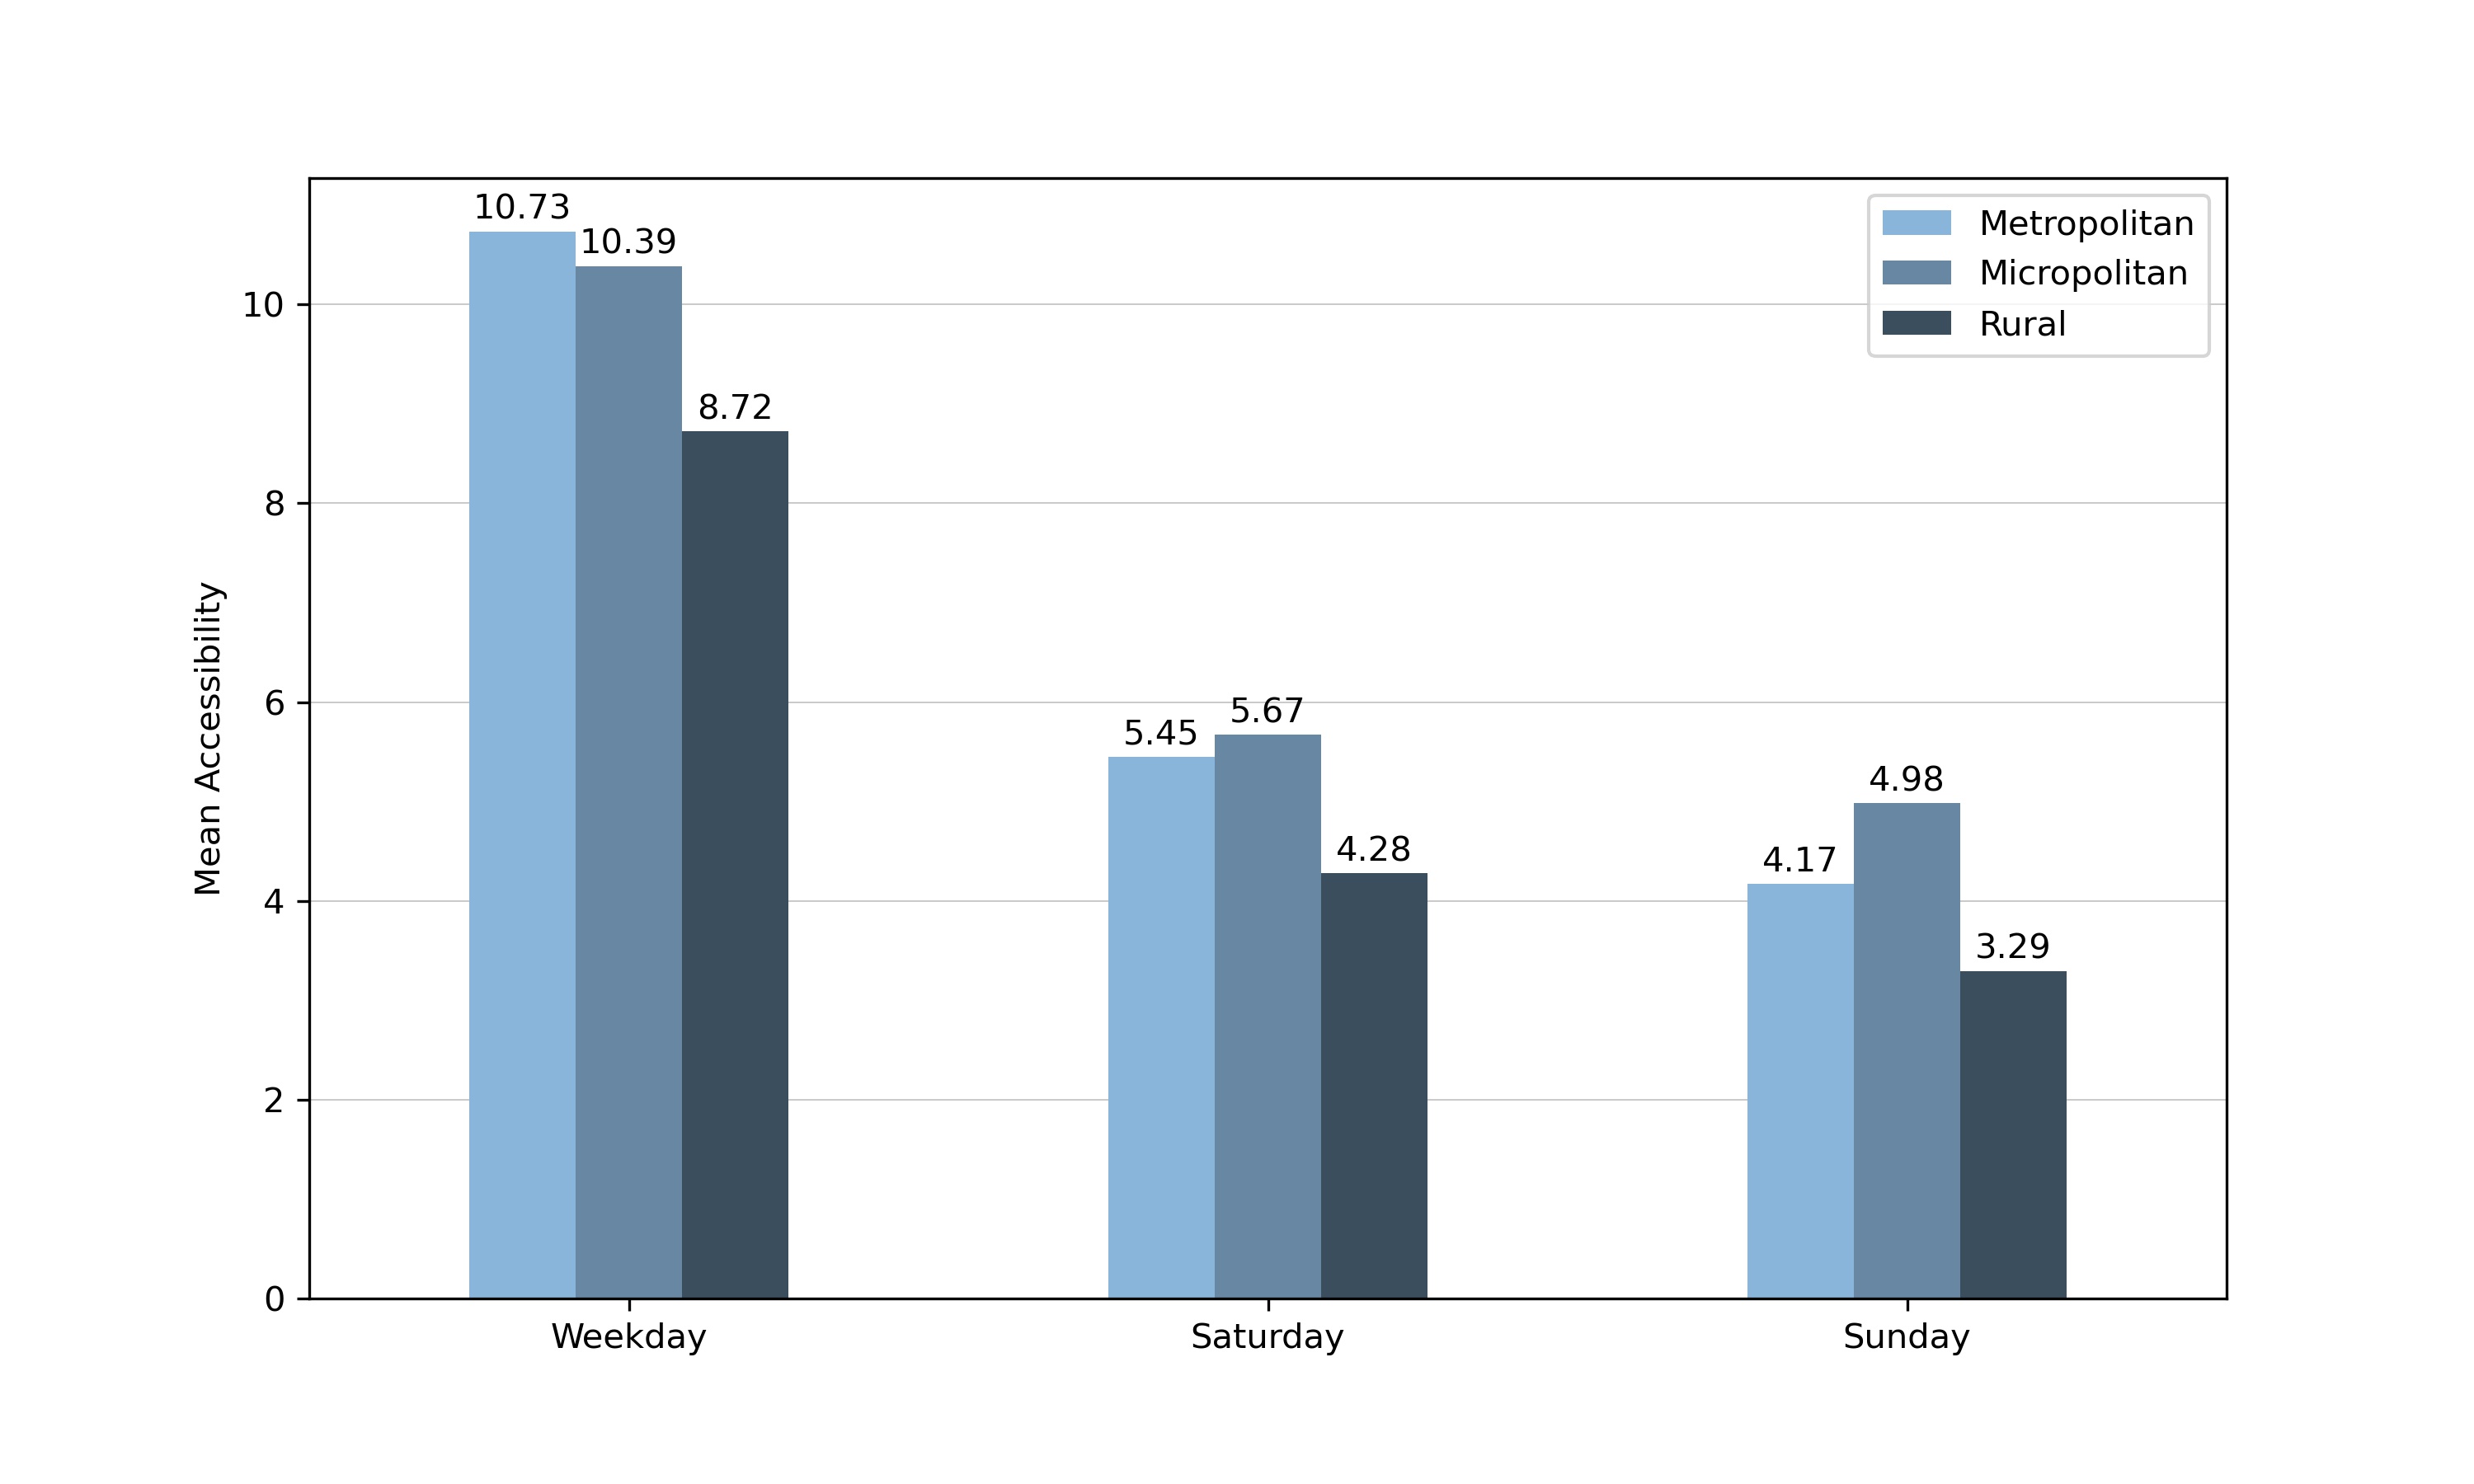 10.73
10.39
8.72
5.45
5.67
4.28
4.17
4.98
3.29
Metropolitan
Micropolitan
Rural
Mean Accessibility
10
8
6
4
2
0
Weekday
Saturday
Sunday